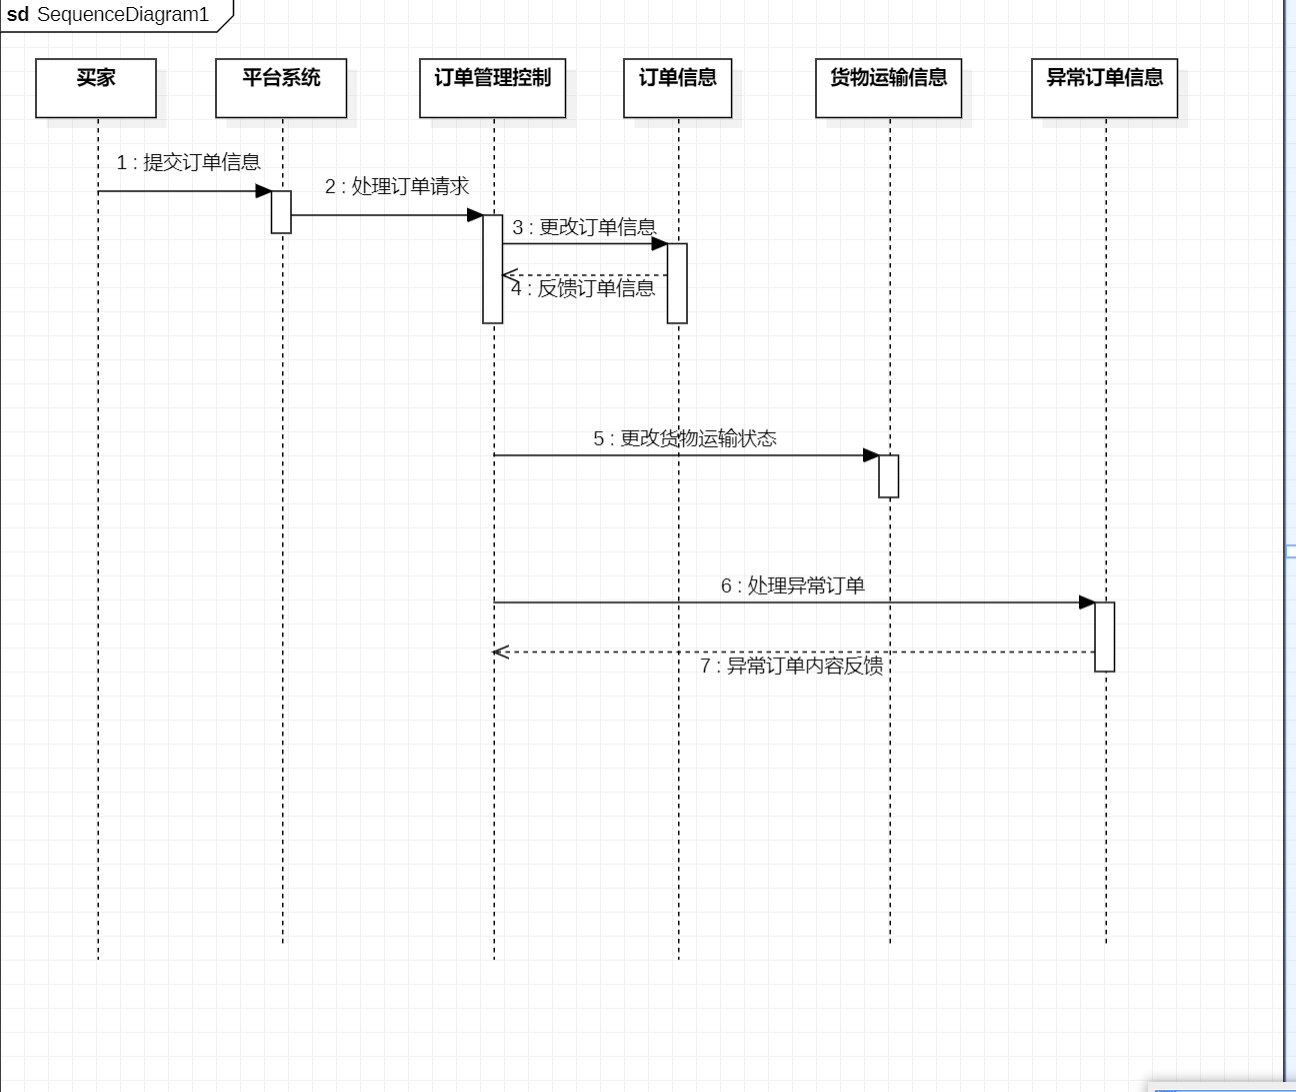 sd SequenceDiagram1
买家
平台系统
订单管理控制
订单信息
货物运输信息
异常订单信息
1 : 提交订单信息
2 : 处理订单请求
3 : 更改订单信息
4 : 反馈订单信息
5 : 更改货物运输状态
6 : 处理异常订单
7 : 异常订单内容反馈